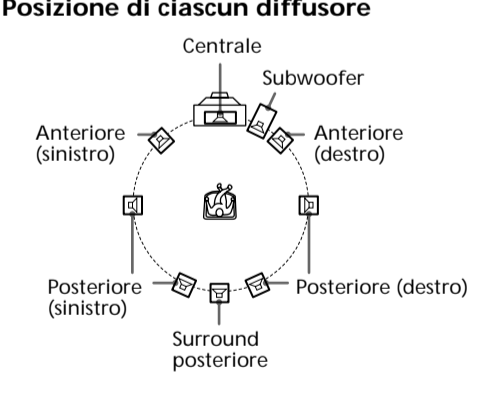 Posizione di ciascun diffusore
Centrale
Subwoofer
Anteriore
(sinistro)
Anteriore
(destro)
Posteriore
(sinistro)
Posteriore (destro)
Surround
posteriore